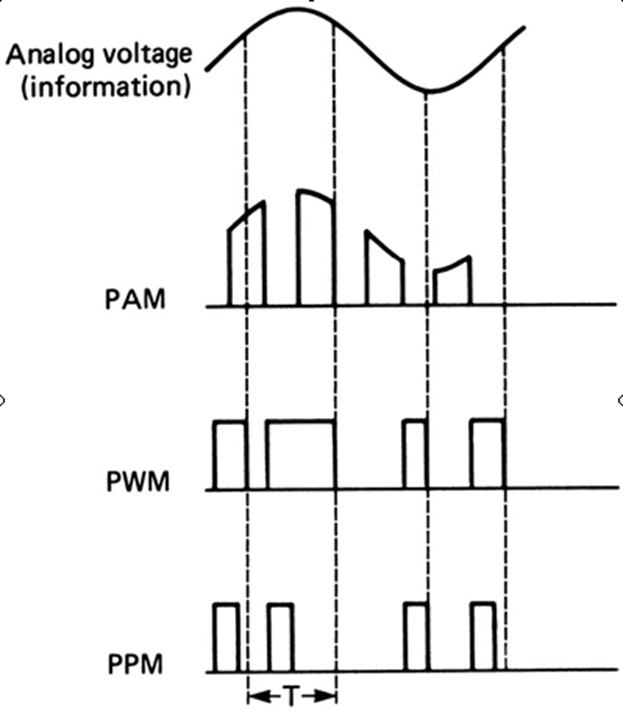 Analog voltage
(information)
PAM
PWM
PPM
T